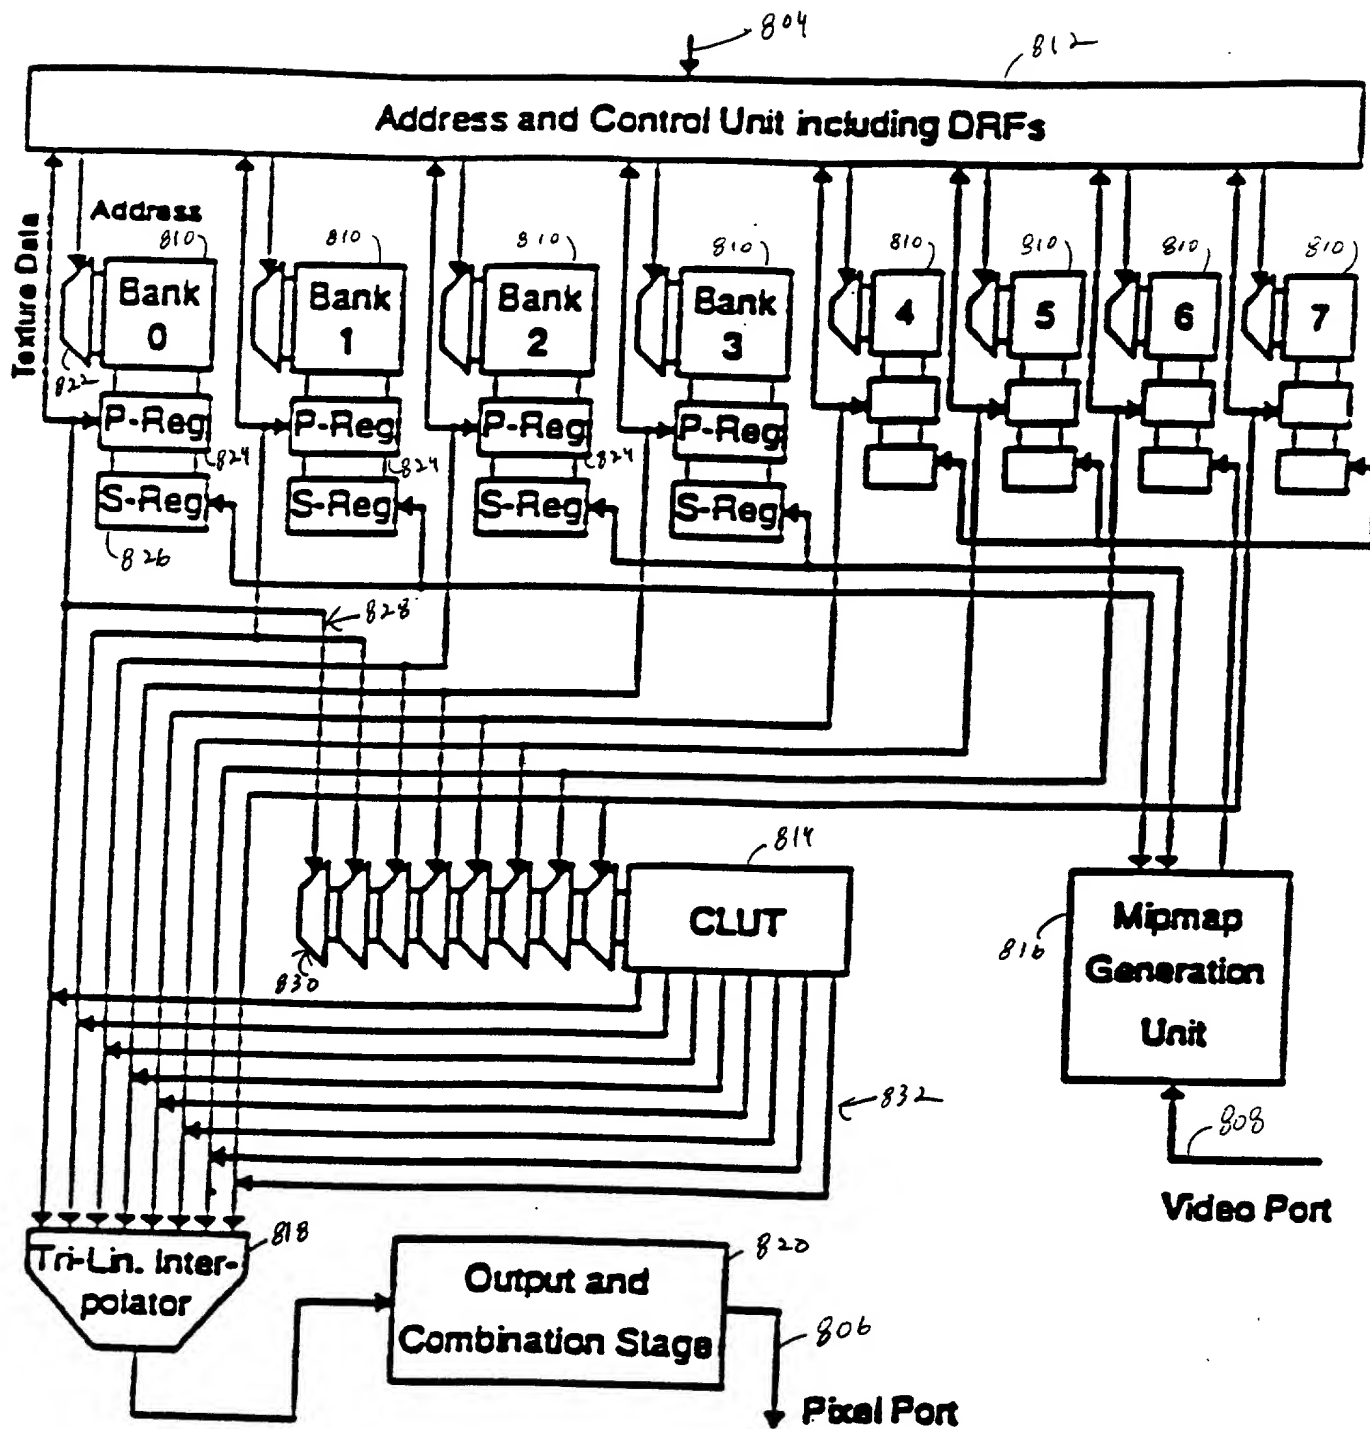 804
812
Address and Control Unit including DRFs
Texture Data
Address
810
810
810
810
810
810
810
810
Bank
0
Bank
1
Bank
2
Bank
3
4
5
6
7
822
P-Reg
P-Reg
P-Reg
P-Reg
824
824
824
S-Reg
S-Reg
S-Reg
S-Reg
826
828
814
CLUT
830
816
Mipmap
Generation
Unit
832
808
Video Port
818
Tri-Lin. Inter-
polator
820
Output and
Combination Stage
806
Pixel Port